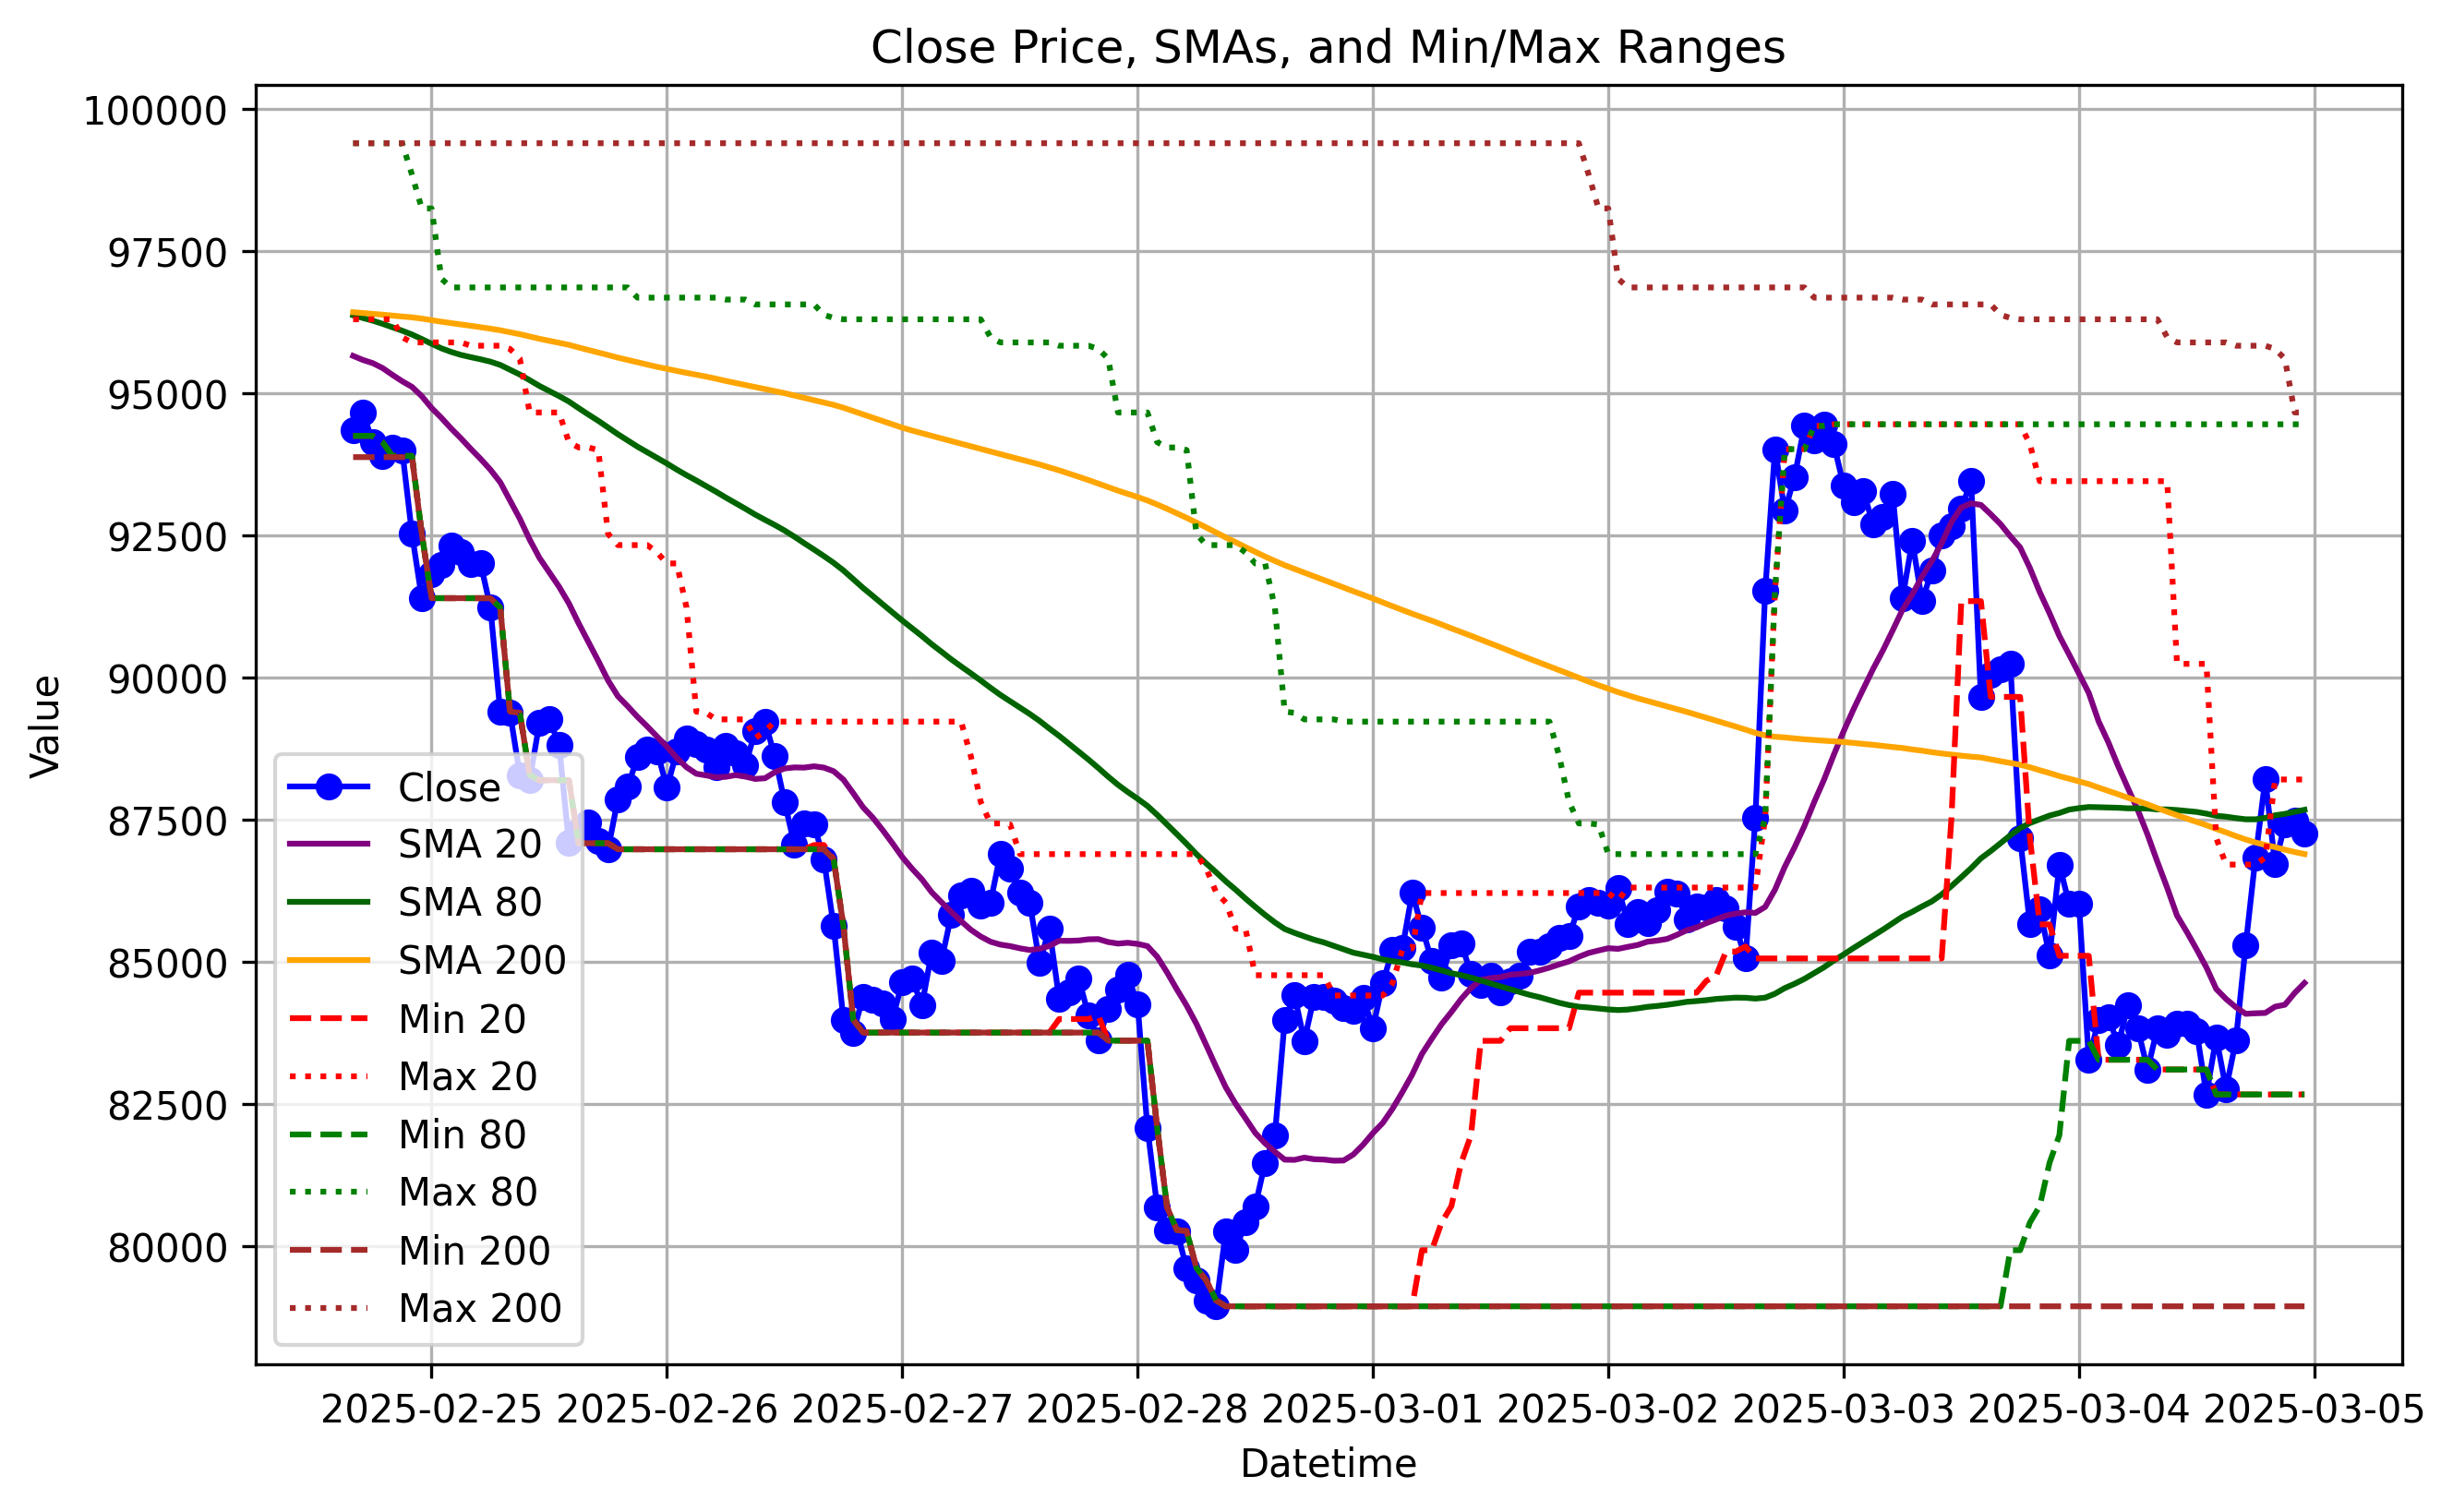 Close Price, SMAs, and Min/Max Ranges
100000
97500
95000
92500
90000
87500
85000
82500
80000
Value
Close
SMA 20
SMA 80
SMA 200
Min 20
Max 20
Min 80
Max 80
Min 200
Max 200
2025-02-25 2025-02-26 2025-02-27 2025-02-28 2025-03-01 2025-03-02 2025-03-03 2025-03-04 2025-03-05
Datetime